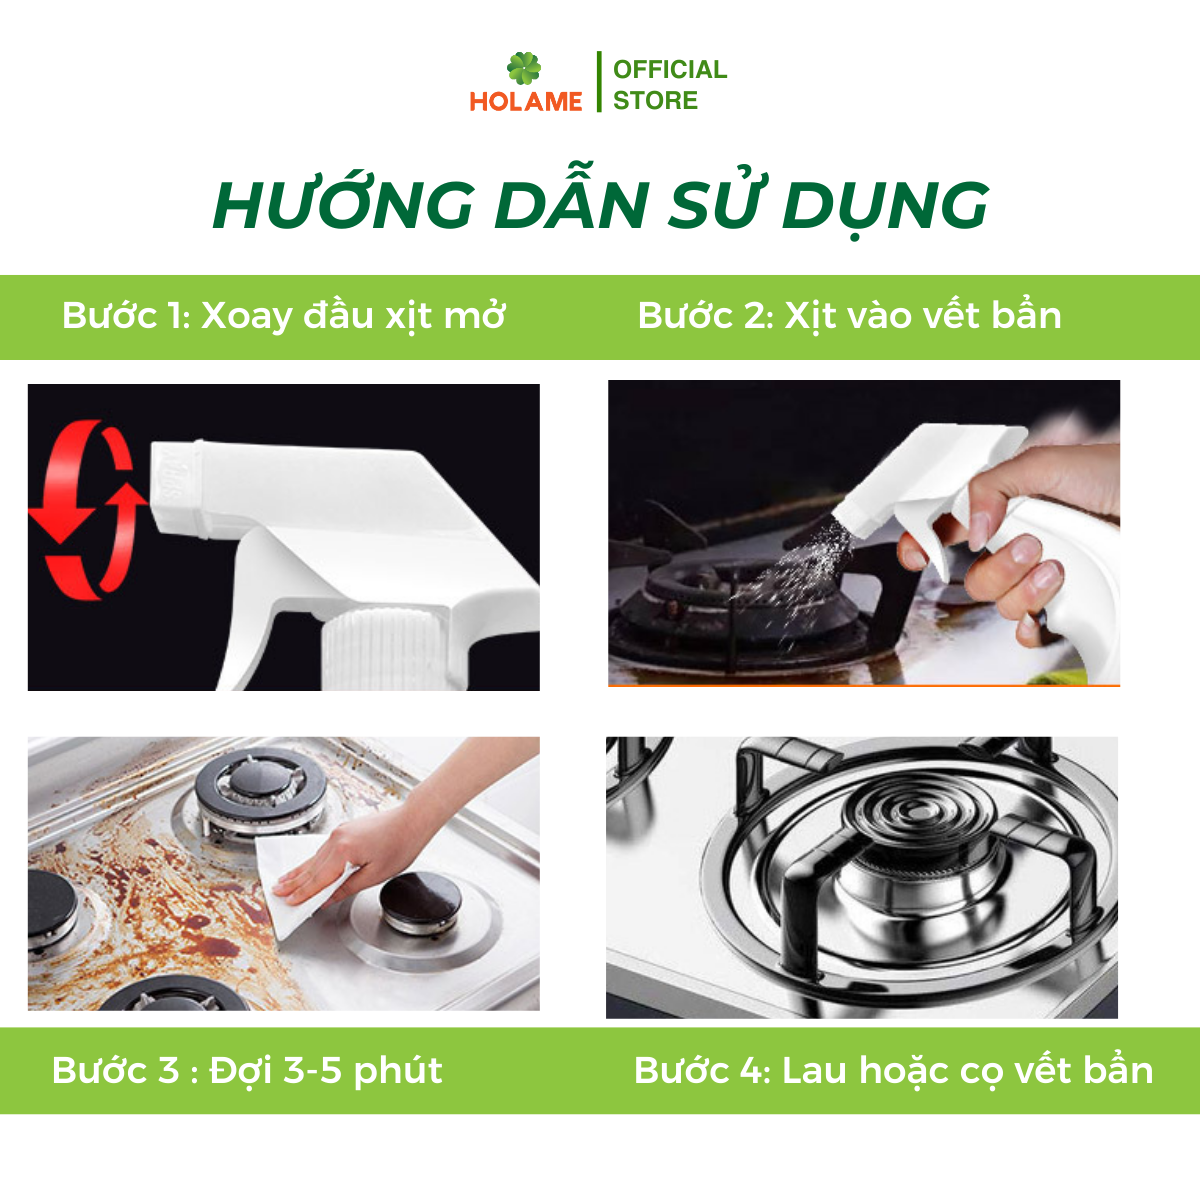 HOLAME
OFFICIAL
STORE
HƯỚNG DẪN SỬ DỤNG
Bước 1: Xoay đầu xịt mở
Bước 2: Xịt vào vết bẩn
SPRAY
Bước 3 : Đợi 3-5 phút
Bước 4: Lau hoặc cọ vết bẩn